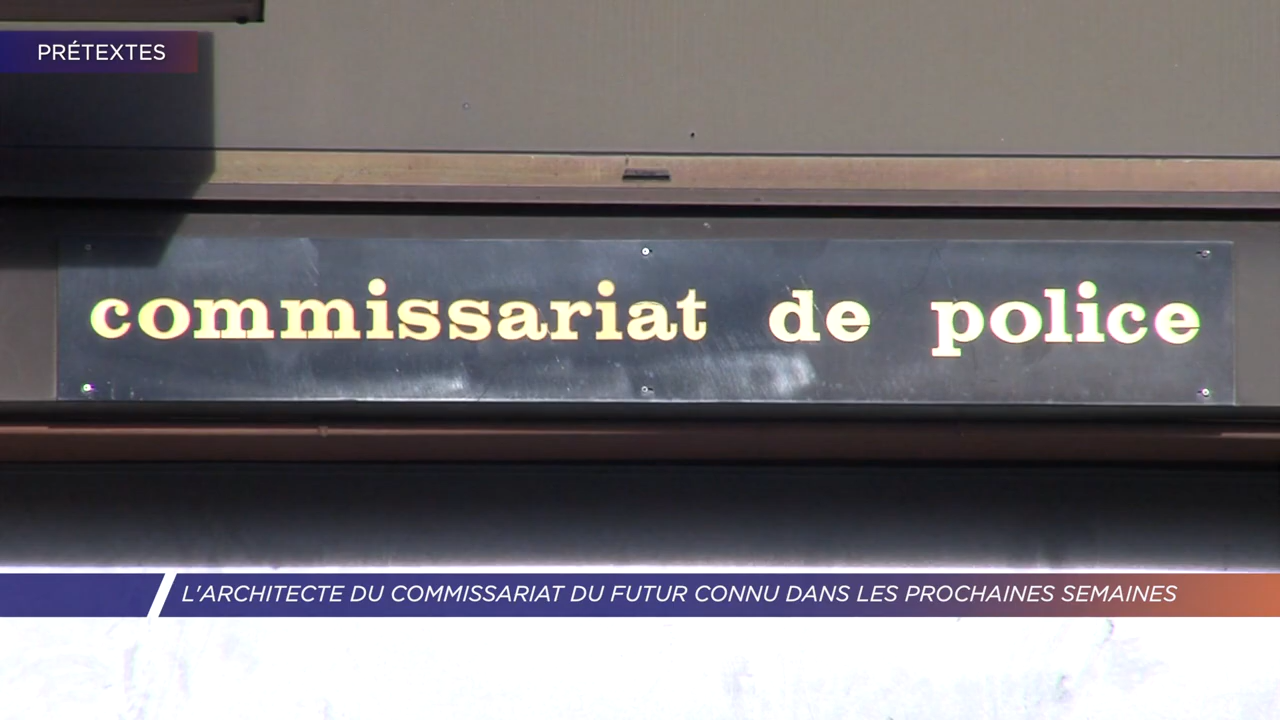 PRÉTEXTES
commissariat de police
L'ARCHITECTE DU COMMISSARIAT DU FUTUR CONNU DANS LES PROCHAINES SEMAINES